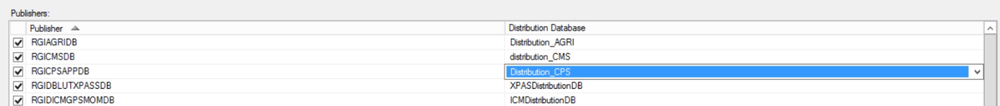 Publishers:
Publisher Distribution Database
RGIAGRIDB Distribution_AGRI
RGICMSDB distribution_CMS
RGICPSAPPDB Distribution_CPS
RGIDBLUTXPASSDB XPASDistributionDB
RGIDICMGPSMOMDB ICMDistributionDB